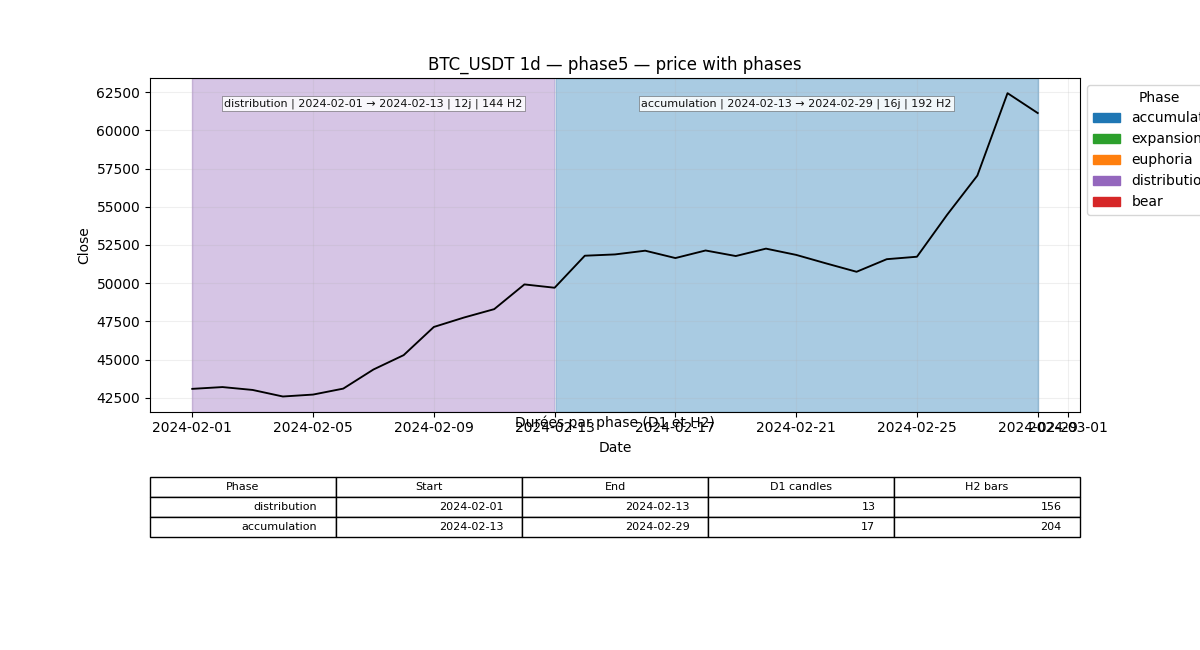 BTC_USDT 1d — phase5 — price with phases
distribution | 2024-02-01 → 2024-02-13 | 12j | 144 H2
accumulation | 2024-02-13 → 2024-02-29 | 16j | 192 H2
Phase
accumulat
expansion
euphoria
distributio
bear
Close
62500
60000
57500
55000
52500
50000
47500
45000
42500
Durées par phase (D1 et H2)
2024-02-01 2024-02-05 2024-02-09 2024-02-13 2024-02-17 2024-02-21 2024-02-25 2024-02-29 2024-03-01
Date
Phase Start End D1 candles H2 bars
distribution 2024-02-01 2024-02-13 13 156
accumulation 2024-02-13 2024-02-29 17 204